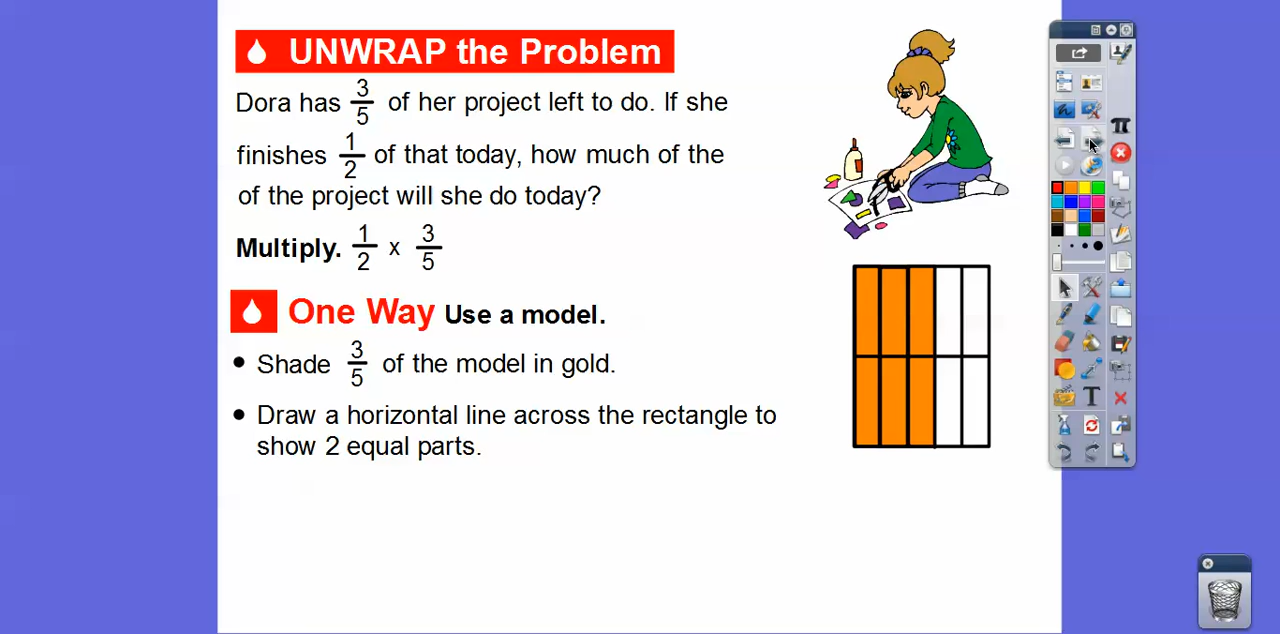 UNWRAP the Problem
Dora has 3/5 of her project left to do. If she
finishes 1/2 of that today, how much of the
of the project will she do today?
Multiply. 1/2 x 3/5
One Way Use a model.
• Shade 3/5 of the model in gold.
• Draw a horizontal line across the rectangle to
show 2 equal parts.
π
T